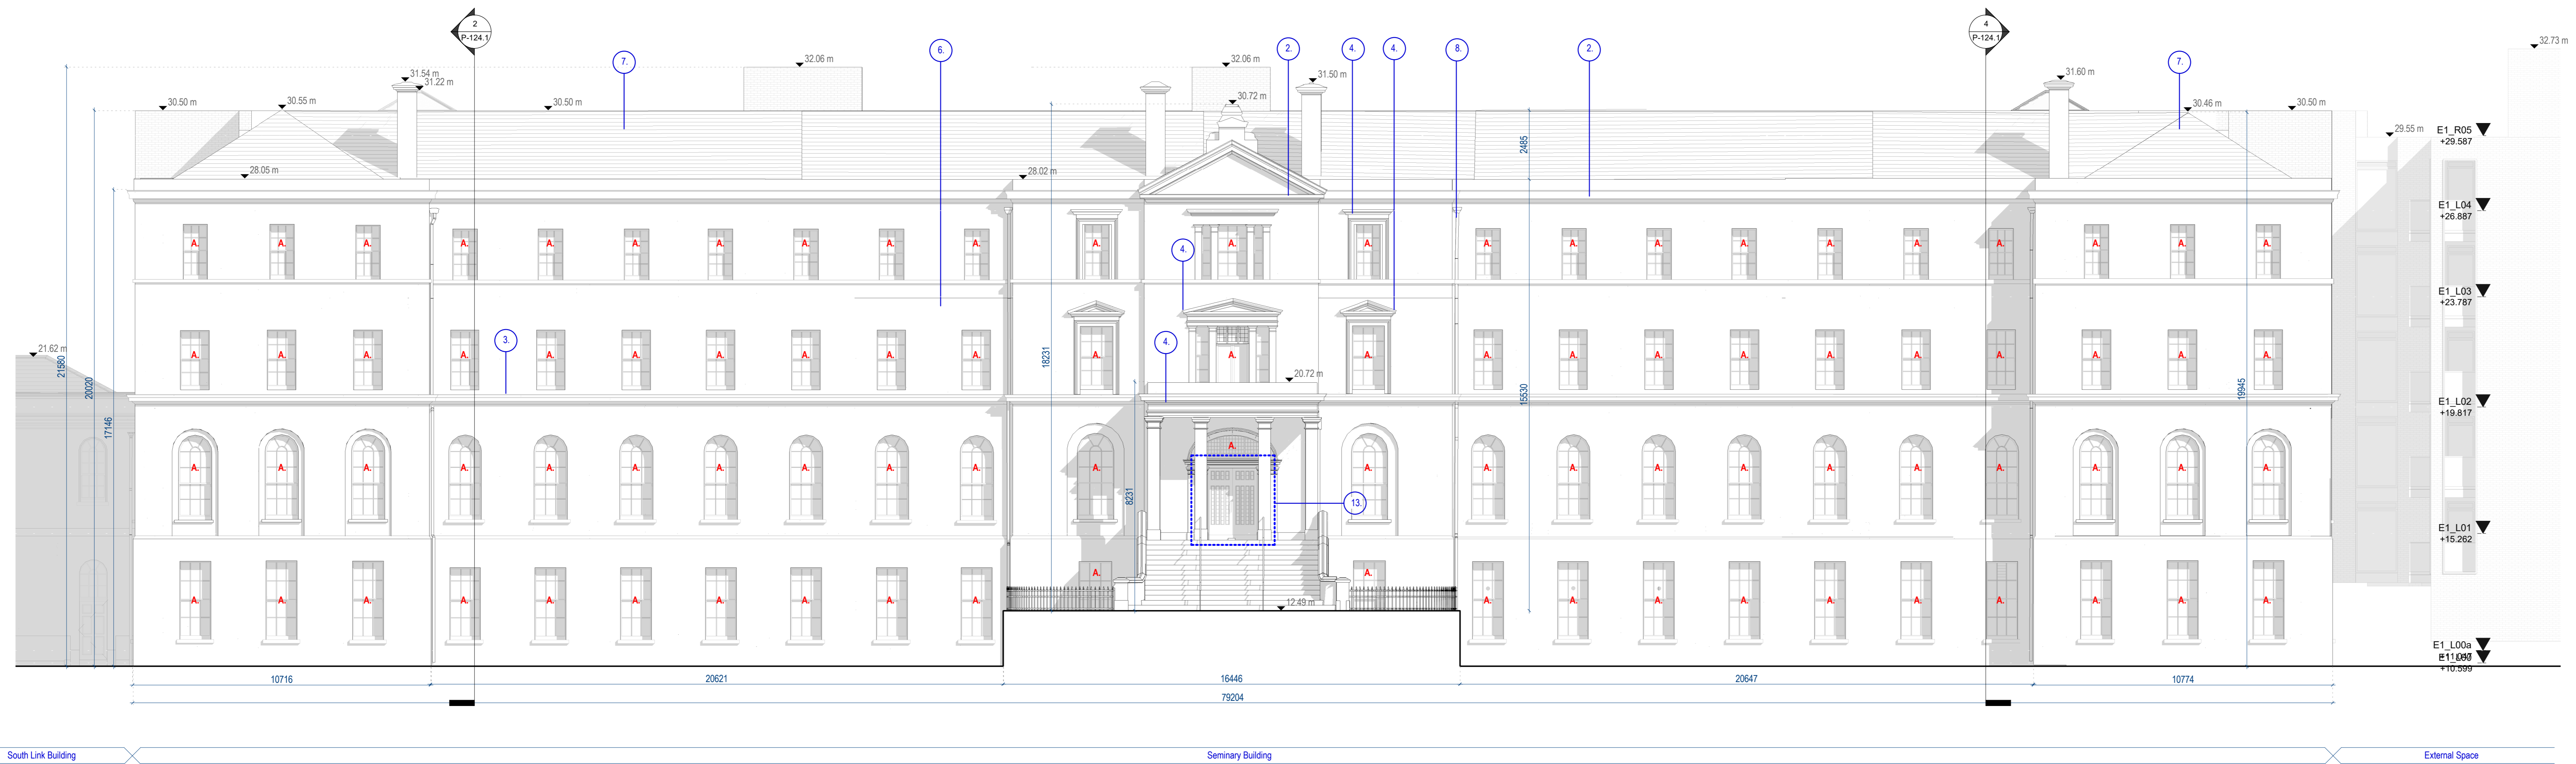 2
P-124.1
4
P-124.1
7.
6.
2.
4.
4.
8.
2.
7.
32.73 m
32.06 m
32.06 m
31.54 m
31.22 m
31.50 m
31.60 m
30.50 m
30.55 m
30.50 m
30.72 m
30.46 m
30.50 m
29.55 m
E1_R05
+29.587
2485
28.05 m
28.02 m
E1_L04
+26.887
A. A. A. A. A. A. A. A. A. A. A. A. A. A. A. A. A. A. A. A. A. A. A.
4.
E1_L03
+23.787
3.
4.
21.62 m
21580
20020
17146
18231
15530
19945
A. A. A. A. A. A. A. A. A. A. A. A. A. A. A. A. A. A. A. A. A. A. A.
20.72 m
E1_L02
+19.817
A.
A. A. A. A. A. A. A. A. A. A. A. A. A. A. A. A. A. A. A. A. A. A.
8231
13.
E1_L01
+15.262
A. A.
A. A. A. A. A. A. A. A. A. A. A. A. A. A. A. A. A. A. A. A.
12.49 m
E1_L00a
+10.599
10716
20621
16446
20647
10774
79204
South Link Building
Seminary Building
External Space